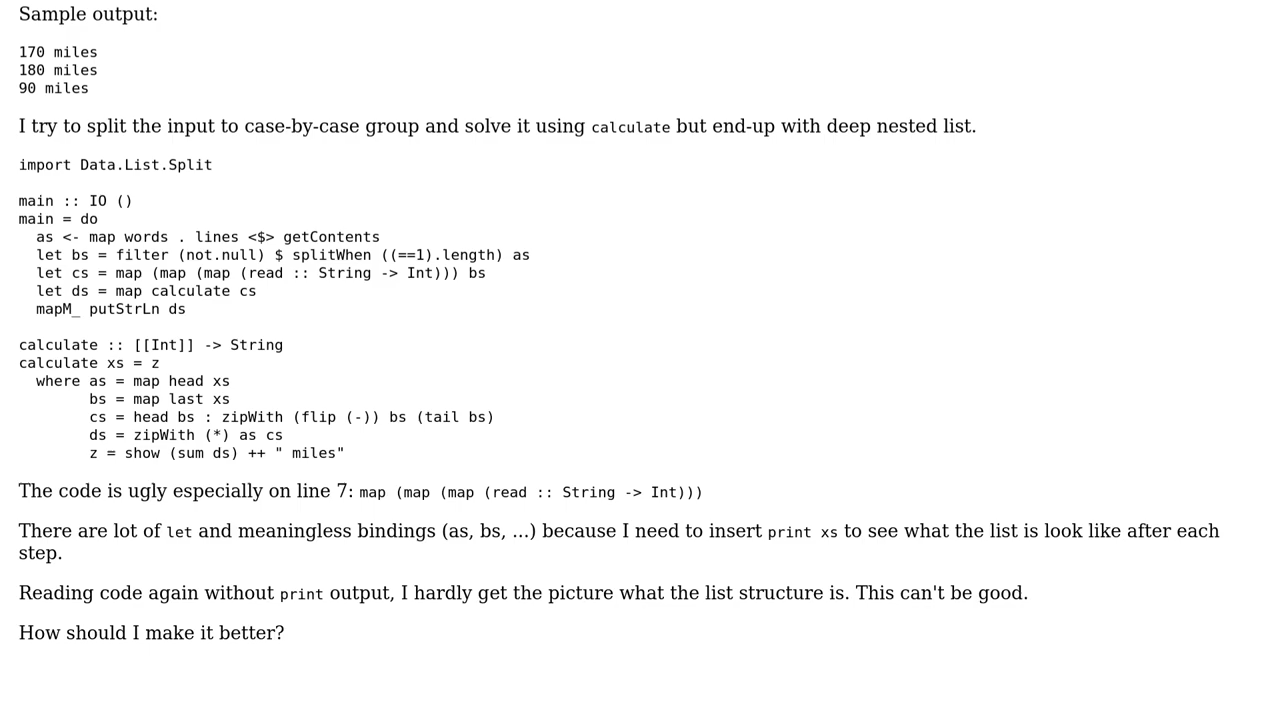 Sample output:
170 miles
180 miles
90 miles
I try to split the input to case-by-case group and solve it using calculate but end-up with deep nested list.
import Data.List.Split
main :: IO ()
main = do
  as <- map words . lines <$> getContents
  let bs = filter (not.null) $ splitWhen ((==1).length) as
  let cs = map (map (map (read :: String -> Int))) bs
  let ds = map calculate cs
  mapM_ putStrLn ds
calculate :: [[Int]] -> String
calculate xs = z
  where as = map head xs
        bs = map last xs
        cs = head bs : zipWith (flip (-)) bs (tail bs)
        ds = zipWith (*) as cs
        z = show (sum ds) ++ " miles"
The code is ugly especially on line 7: map (map (map (read :: String -> Int)))
There are lot of let and meaningless bindings (as, bs, ...) because I need to insert print xs to see what the list is look like after each
step.
Reading code again without print output, I hardly get the picture what the list structure is. This can't be good.
How should I make it better?